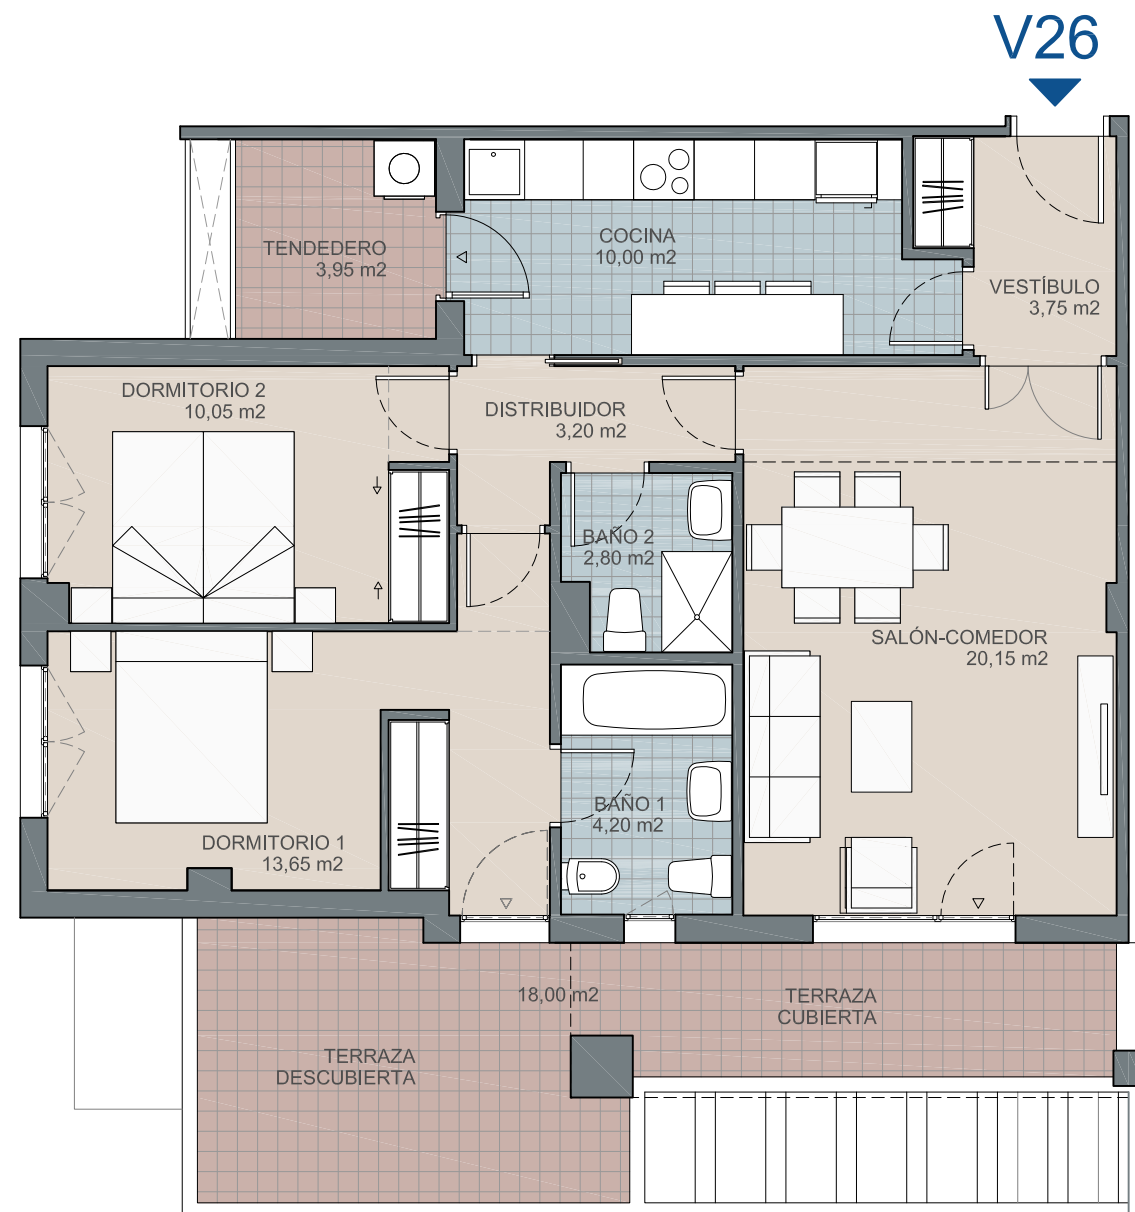 V26
TENDEDERO
3,95 m2
COCINA
10,00 m2
VESTÍBULO
3,75 m2
DORMITORIO 2
10,05 m2
DISTRIBUIDOR
3,20 m2
BAÑO 2
2,80 m2
SALÓN-COMEDOR
20,15 m2
DORMITORIO 1
13,65 m2
BAÑO 1
4,20 m2
18,00 m2
TERRAZA
CUBIERTA
TERRAZA
DESCUBIERTA